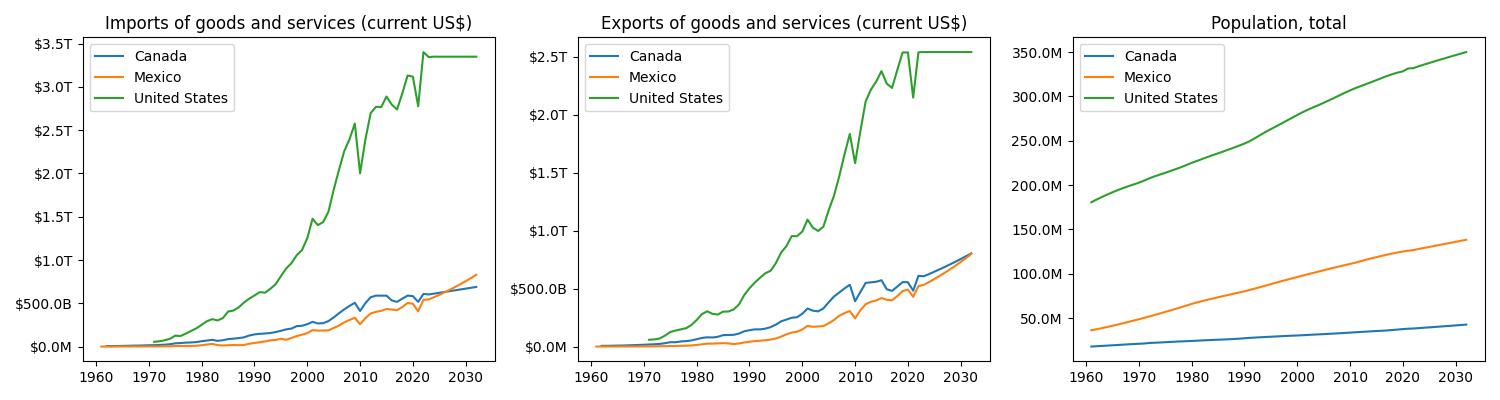 Imports of goods and services (current US$)
Canada
Mexico
United States
$3.5T
$3.0T
$2.5T
$2.0T
$1.5T
$1.0T
$500.0B
$0.0M
1960 1970 1980 1990 2000 2010 2020 2030
Exports of goods and services (current US$)
Canada
Mexico
United States
$2.5T
$2.0T
$1.5T
$1.0T
$500.0B
$0.0M
1960 1970 1980 1990 2000 2010 2020 2030
Population, total
Canada
Mexico
United States
350.0M
300.0M
250.0M
200.0M
150.0M
100.0M
50.0M
1960 1970 1980 1990 2000 2010 2020 2030